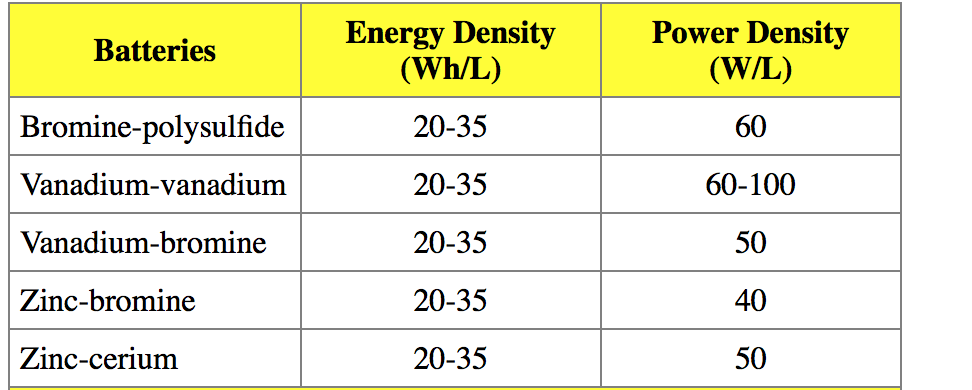 Batteries Energy Density (Wh/L) Power Density (W/L)
Bromine-polysulfide 20-35 60
Vanadium-vanadium 20-35 60-100
Vanadium-bromine 20-35 50
Zinc-bromine 20-35 40
Zinc-cerium 20-35 50